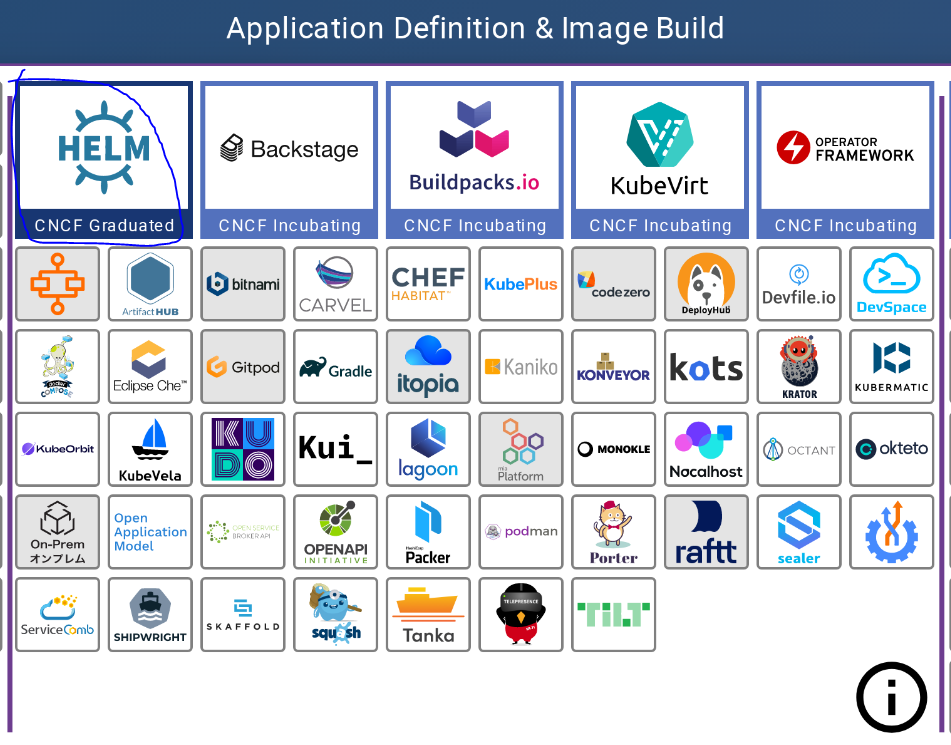 Application Definition & Image Build
HELM
CNCF Graduated
Backstage
CNCF Incubating
Buildpacks.io
CNCF Incubating
KubeVirt
CNCF Incubating
OPERATOR
FRAMEWORK
CNCF Incubating
Artifact HUB
bitnami
CARVEL
CHEF
HABITAT™
KubePlus
codezero
DeployHub
Devfile.io
DevSpace
COMPOSE
Eclipse Che™
Gitpod
Gradle
itopia
Kaniko
KONVEYOR
kots
KRATOR
KUBERMATIC
KubeOrbit
KubeVela
KUDO
Kui_
lagoon
mia
Platform
MONOKLE
Nocalhost
OCTANT
okteto
On-Prem
オンプレム
Open
Application
Model
OPEN SERVICE
BROKER API
OPENAPI
INITIATIVE
HashiCorp
Packer
podman
Porter
raftt
sealer
ServiceComb
SHIPWRIGHT
SKAFFOLD
squash
Tanka
TELEPRESENCE
TILT
i